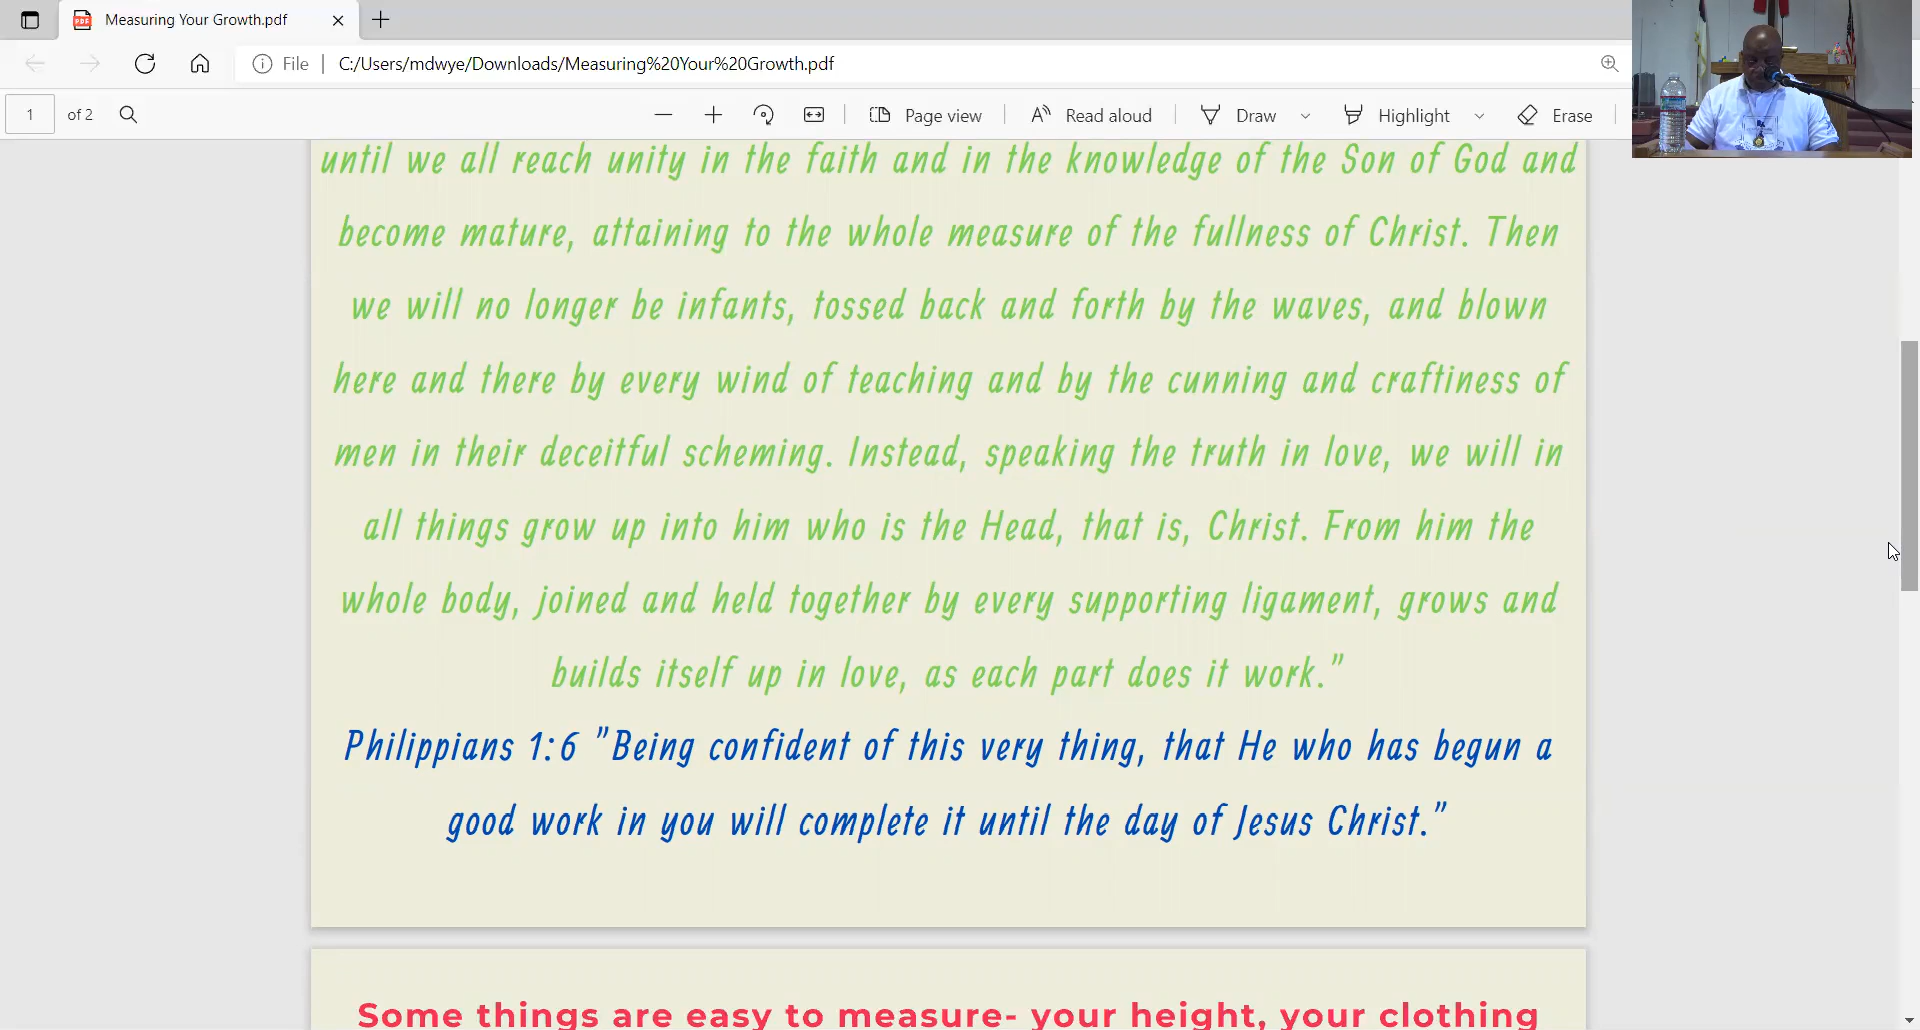 Measuring Your Growth.pdf
File
C:/Users/mdwye/Downloads/Measuring%20Your%20Growth.pdf
1 of 2
Page view
Read aloud
Draw
Highlight
Erase
until we all reach unity in the faith and in the knowledge of the Son of God and
become mature, attaining to the whole measure of the fullness of Christ. Then
we will no longer be infants, tossed back and forth by the waves, and blown
here and there by every wind of teaching and by the cunning and craftiness of
men in their deceitful scheming. Instead, speaking the truth in love, we will in
all things grow up into him who is the Head, that is, Christ. From him the
whole body, joined and held together by every supporting ligament, grows and
builds itself up in love, as each part does it work."
Philippians 1:6 "Being confident of this very thing, that He who has begun a
good work in you will complete it until the day of Jesus Christ."
Some things are easy to measure- your height, your clothing